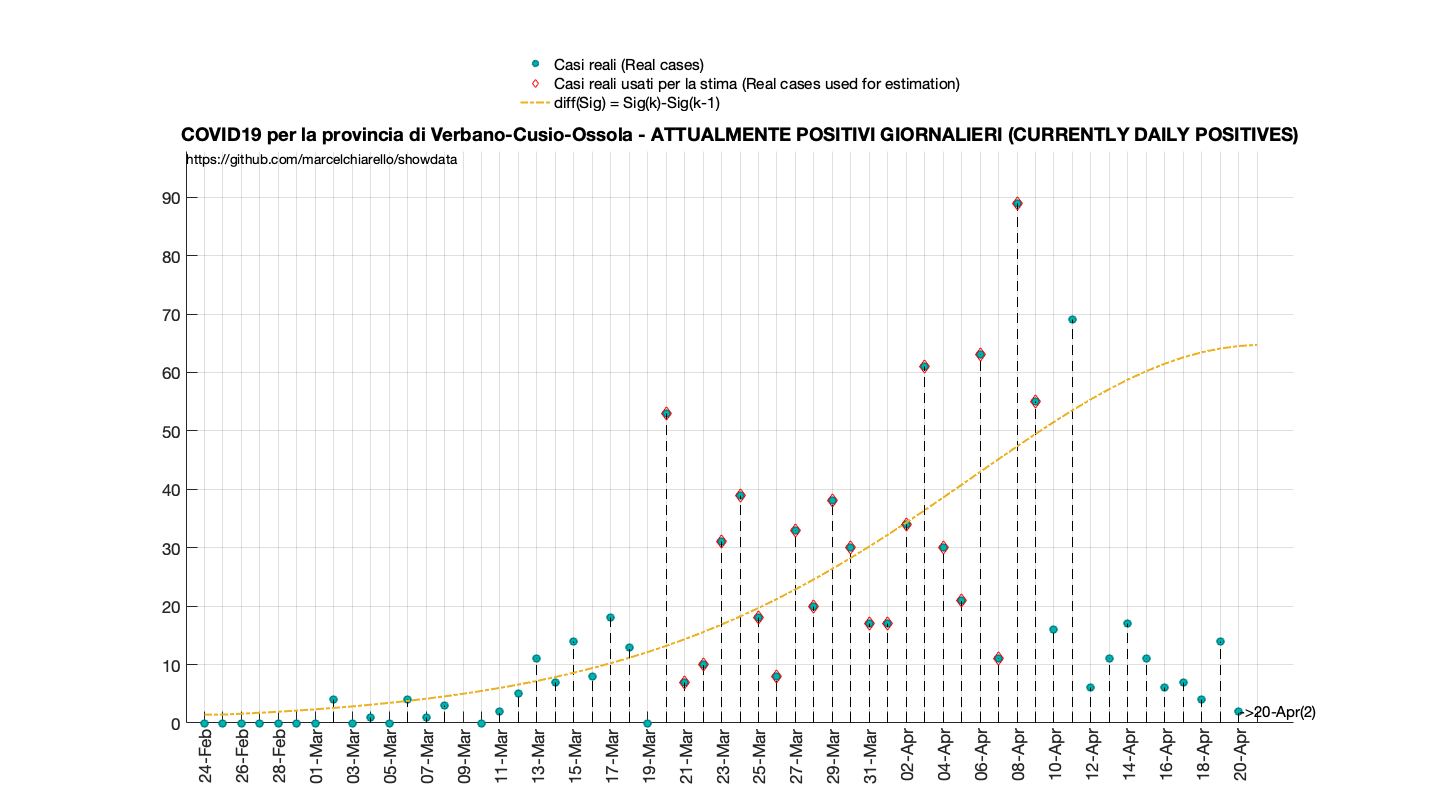 Casi reali (Real cases)
Casi reali usati per la stima (Real cases used for estimation)
diff(Sig) = Sig(k)-Sig(k-1)
COVID19 per la provincia di Verbano-Cusio-Ossola - ATTUALMENTE POSITIVI GIORNALIERI (CURRENTLY DAILY POSITIVES)
https://github.com/marcelchiarello/showdata
90
80
70
60
50
40
30
20
10
0
->20-Apr(2)
24-Feb
26-Feb
28-Feb
01-Mar
03-Mar
05-Mar
07-Mar
09-Mar
11-Mar
13-Mar
15-Mar
17-Mar
19-Mar
21-Mar
23-Mar
25-Mar
27-Mar
29-Mar
31-Mar
02-Apr
04-Apr
06-Apr
08-Apr
10-Apr
12-Apr
14-Apr
16-Apr
18-Apr
20-Apr